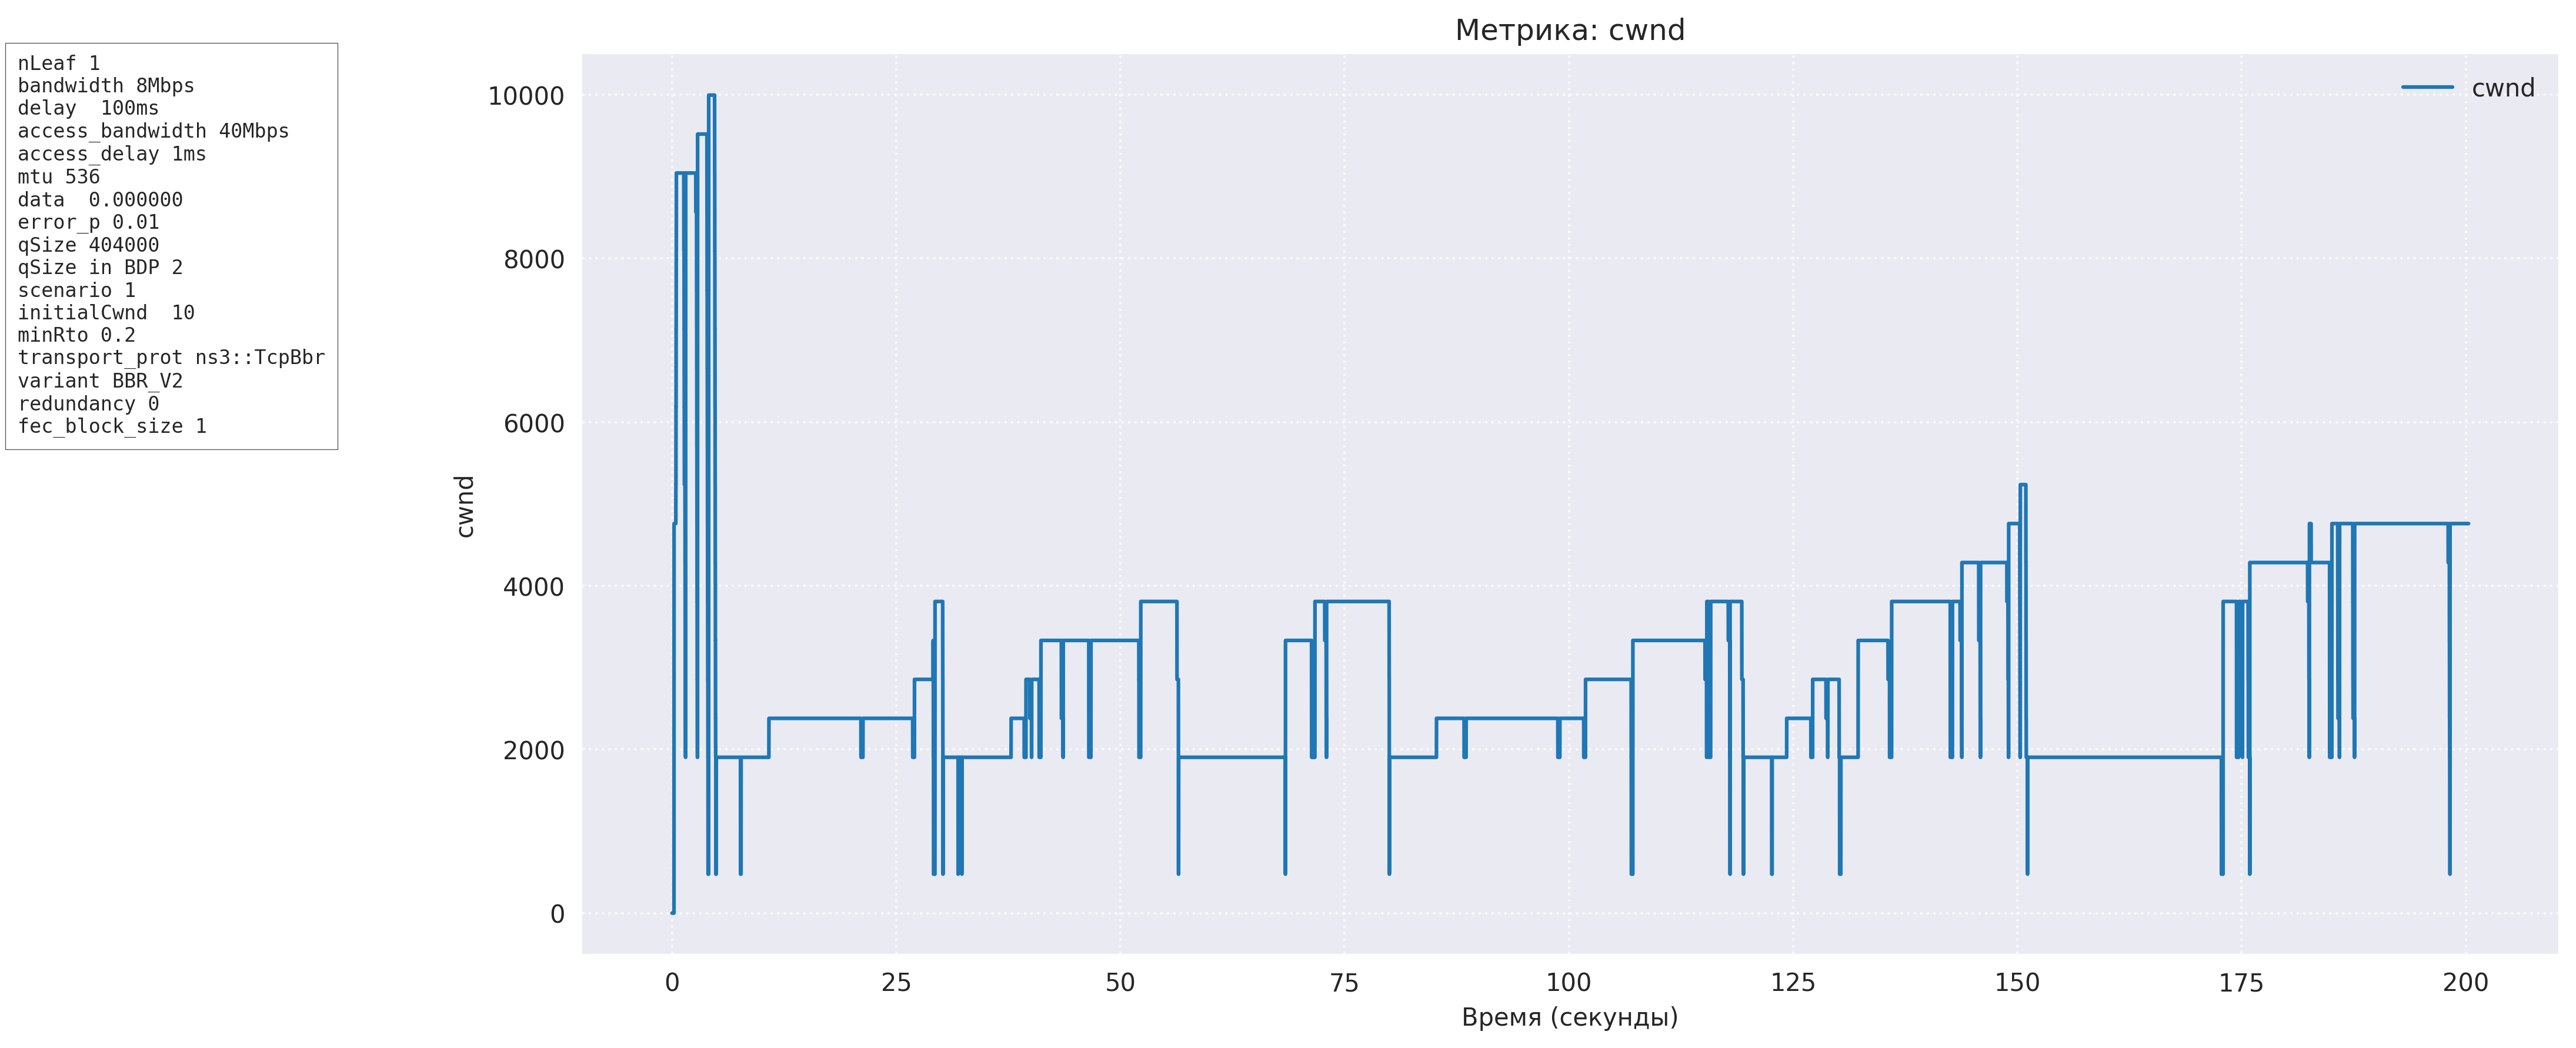 Метрика: cwnd
nLeaf 1
bandwidth 8Mbps
delay  100ms
access_bandwidth 40Mbps
access_delay 1ms
mtu 536
data  0.000000
error_p 0.01
qSize 404000
qSize in BDP 2
scenario 1
initialCwnd  10
minRto 0.2
transport_prot ns3::TcpBbr
variant BBR_V2
redundancy 0
fec_block_size 1
cwnd
10000
8000
6000
4000
2000
0
cwnd
0
25
50
75
100
125
150
175
200
Время (секунды)